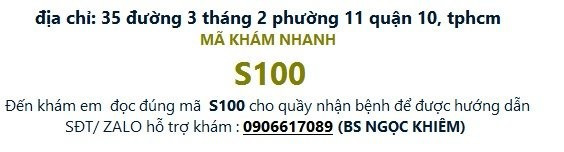 địa chỉ: 35 đường 3 tháng 2 phường 11 quận 10, tphcm
MÃ KHÁM NHANH
S100
Đến khám em đọc đúng mã S100 cho quầy nhận bệnh để được hướng dẫn
SĐT/ ZALO hỗ trợ khám : 0906617089 (BS NGỌC KHIÊM)